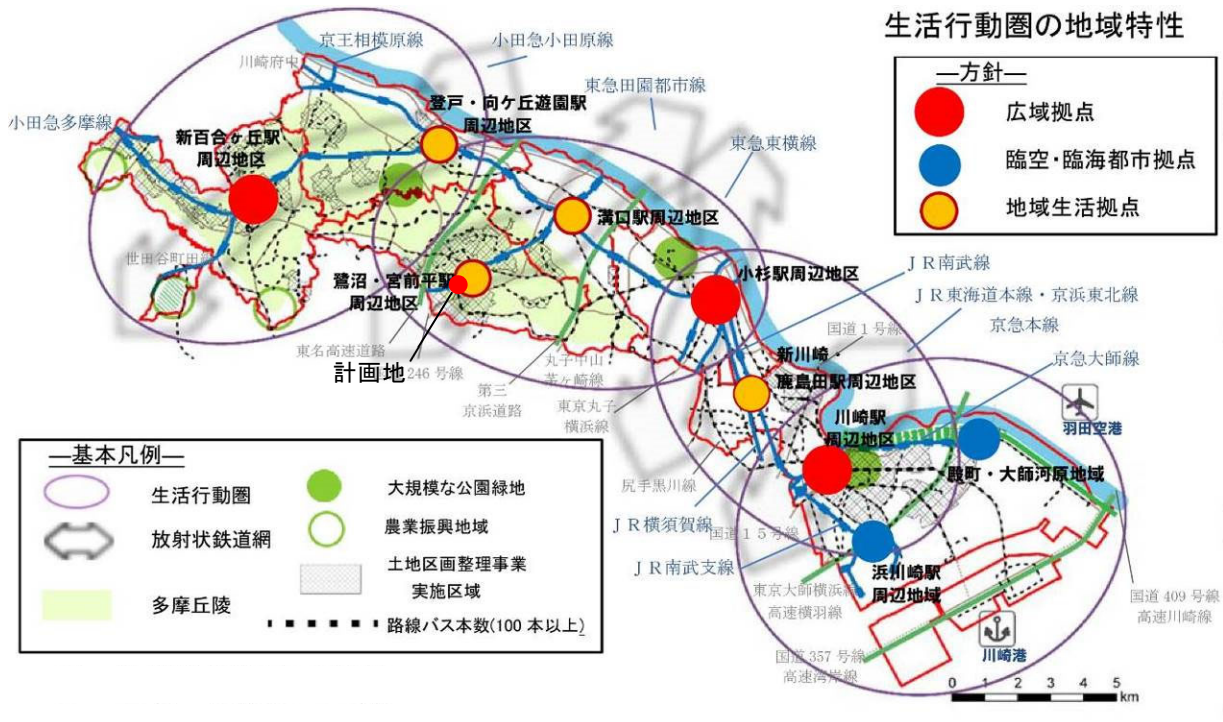 生活行動圏の地域特性
―方針―
広域拠点
臨空・臨海都市拠点
地域生活拠点
京王相模原線
小田急小田原線
川崎府中
東急田園都市線
小田急多摩線
登戸・向ケ丘遊園駅
周辺地区
新百合ヶ丘駅
周辺地区
東急東横線
溝口駅周辺地区
世田谷町田線
鷺沼・宮前平駅
周辺地区
小杉駅周辺地区
JR南武線
JR東海道本線・京浜東北線
京急本線
東名高速道路
計画地
246号線
国道1号線
新川崎
鹿島田駅周辺地区
京急大師線
第三
京浜道路
丸子中山
茅ヶ崎線
東京丸子
横浜線
羽田空港
川崎駅
周辺地区
殿町・大師河原地域
尻手黒川線
JR横須賀線
国道15号線
JR南武支線
浜川崎駅
周辺地域
東京大師横浜線
高速横羽線
国道409号線
高速川崎線
川崎港
国道357号線
高速湾岸線
0 1 2 3 4 5
km
―基本凡例―
生活行動圏
大規模な公園緑地
放射状鉄道網
農業振興地域
土地区画整理事業
実施区域
多摩丘陵
路線バス本数(100本以上)